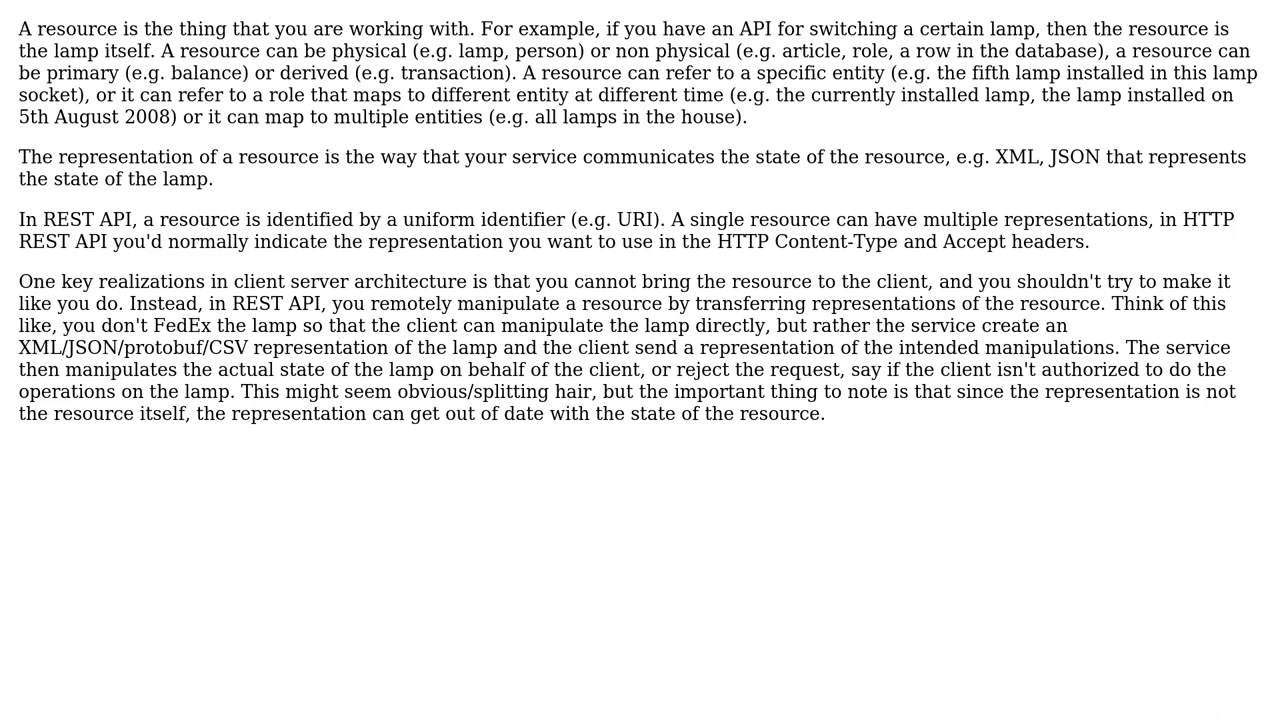 A resource is the thing that you are working with. For example, if you have an API for switching a certain lamp, then the resource is
the lamp itself. A resource can be physical (e.g. lamp, person) or non physical (e.g. article, role, a row in the database), a resource can
be primary (e.g. balance) or derived (e.g. transaction). A resource can refer to a specific entity (e.g. the fifth lamp installed in this lamp
socket), or it can refer to a role that maps to different entity at different time (e.g. the currently installed lamp, the lamp installed on
5th August 2008) or it can map to multiple entities (e.g. all lamps in the house).
The representation of a resource is the way that your service communicates the state of the resource, e.g. XML, JSON that represents
the state of the lamp.
In REST API, a resource is identified by a uniform identifier (e.g. URI). A single resource can have multiple representations, in HTTP
REST API you'd normally indicate the representation you want to use in the HTTP Content-Type and Accept headers.
One key realizations in client server architecture is that you cannot bring the resource to the client, and you shouldn't try to make it
like you do. Instead, in REST API, you remotely manipulate a resource by transferring representations of the resource. Think of this
like, you don't FedEx the lamp so that the client can manipulate the lamp directly, but rather the service create an
XML/JSON/protobuf/CSV representation of the lamp and the client send a representation of the intended manipulations. The service
then manipulates the actual state of the lamp on behalf of the client, or reject the request, say if the client isn't authorized to do the
operations on the lamp. This might seem obvious/splitting hair, but the important thing to note is that since the representation is not
the resource itself, the representation can get out of date with the state of the resource.